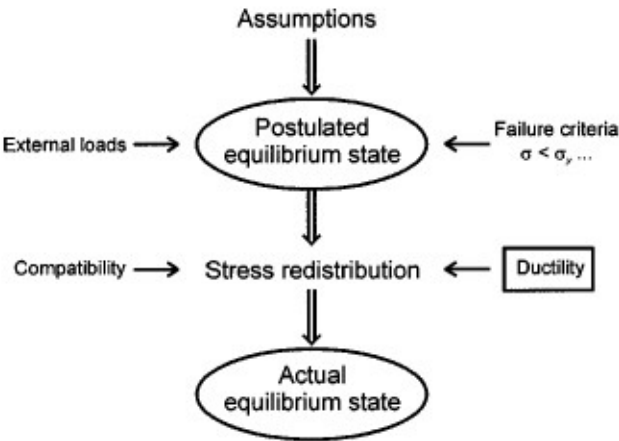 Assumptions
External loads
Postulated
equilibrium state
Failure criteria
σ < σy, ...
Compatibility
Stress redistribution
Ductility
Actual
equilibrium state